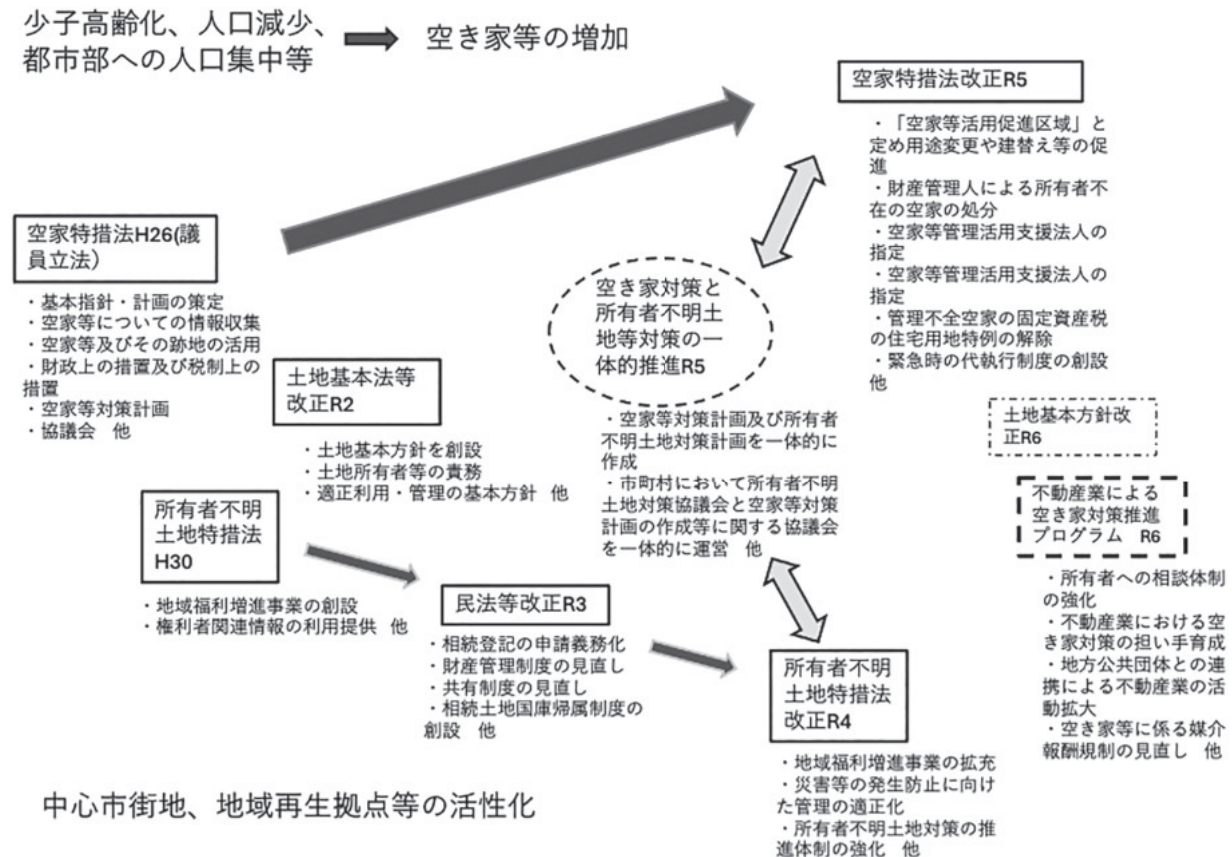 少子高齢化、人口減少、
都市部への人口集中等
空き家等の増加
空家特措法改正R5
・「空家等活用促進区域」と
定め用途変更や建替え等の促
進
・財産管理人による所有者不
在の空家の処分
・空家等管理活用支援法人の
指定
・空家等管理活用支援法人の
指定
・管理不全空家の固定資産税
の住宅用地特例の解除
・緊急時の代執行制度の創設
他
空家特措法H26(議
員立法）
・基本指針・計画の策定
・空家等についての情報収集
・空家等及びその跡地の活用
・財政上の措置及び税制上の
措置
・空家等対策計画
・協議会 他
土地基本法等
改正R2
・土地基本方針を創設
・土地所有者等の責務
・適正利用・管理の基本方針 他
空き家対策と
所有者不明土
地等対策の一
体的推進R5
・空家等対策計画及び所有者
不明土地対策計画を一体的に
作成
・市町村において所有者不明
土地対策協議会と空家等対策
計画の作成等に関する協議会
を一体的に運営 他
土地基本方針改
正R6
不動産業による
空き家対策推進
プログラム R6
・所有者への相談体制
の強化
・不動産業における空
き家対策の担い手育成
・地方公共団体との連
携による不動産業の活
動拡大
・空き家等に係る媒介
報酬規制の見直し 他
所有者不明
土地特措法
H30
・地域福利増進事業の創設
・権利者関連情報の利用提供 他
民法等改正R3
・相続登記の申請義務化
・財産管理制度の見直し
・共有制度の見直し
・相続土地国庫帰属制度の
創設 他
所有者不明
土地特措法
改正R4
・地域福利増進事業の拡充
・災害等の発生防止に向け
た管理の適正化
・所有者不明土地対策の推
進体制の強化 他
中心市街地、地域再生拠点等の活性化